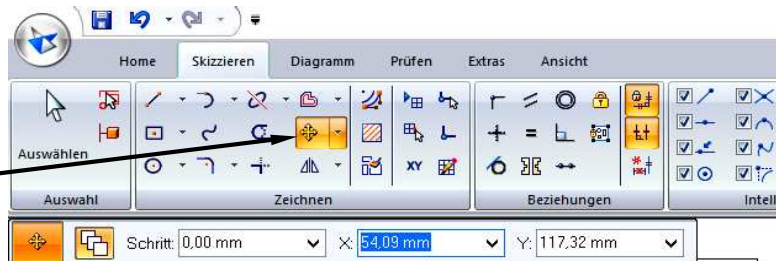 Home Skizzieren Diagramm Prüfen Extras Ansicht
Auswählen
XY
Auswahl Zeichnen Beziehungen Intell
Schritt: 0,00 mm X: 54,09 mm Y: 117,32 mm